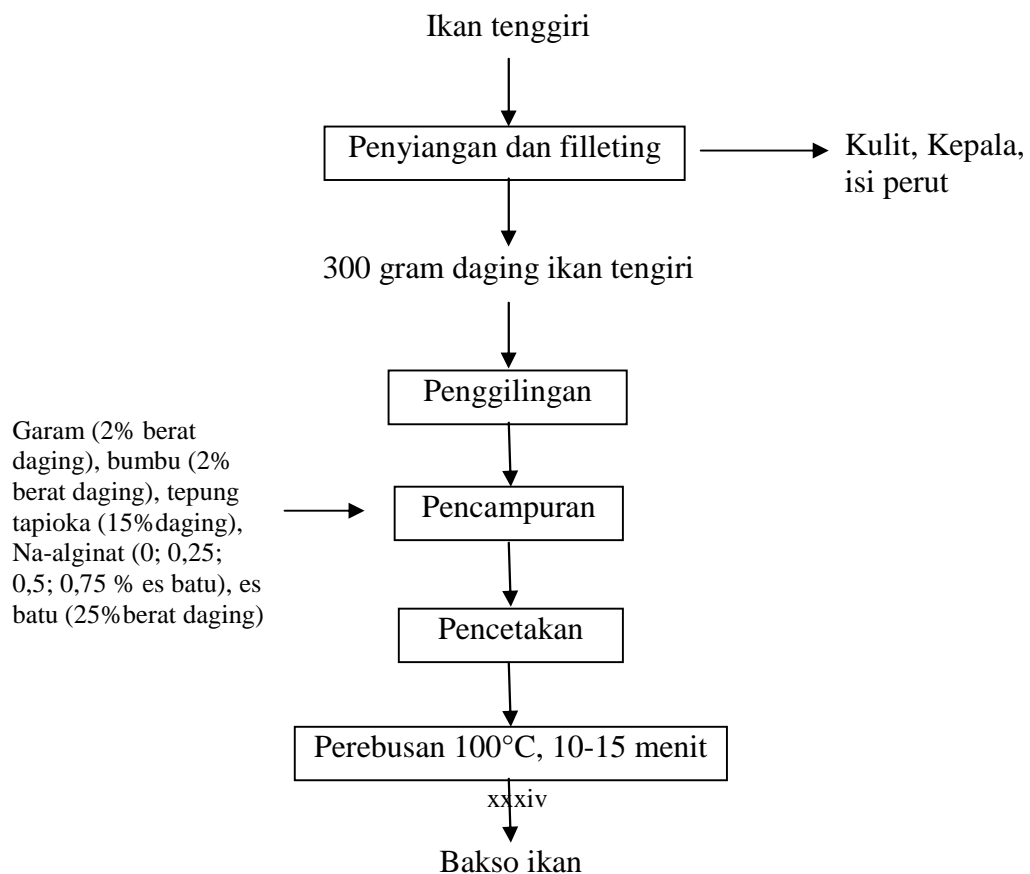 Ikan tenggiri
Penyiangan dan filleting
Kulit, Kepala,
isi perut
300 gram daging ikan tengiri
Penggilingan
Garam (2% berat
daging), bumbu (2%
berat daging), tepung
tapioka (15%daging),
Na-alginat (0; 0,25;
0,5; 0,75 % es batu), es
batu (25%berat daging)
Pencampuran
Pencetakan
Perebusan 100°C, 10-15 menit
xxxiv
Bakso ikan